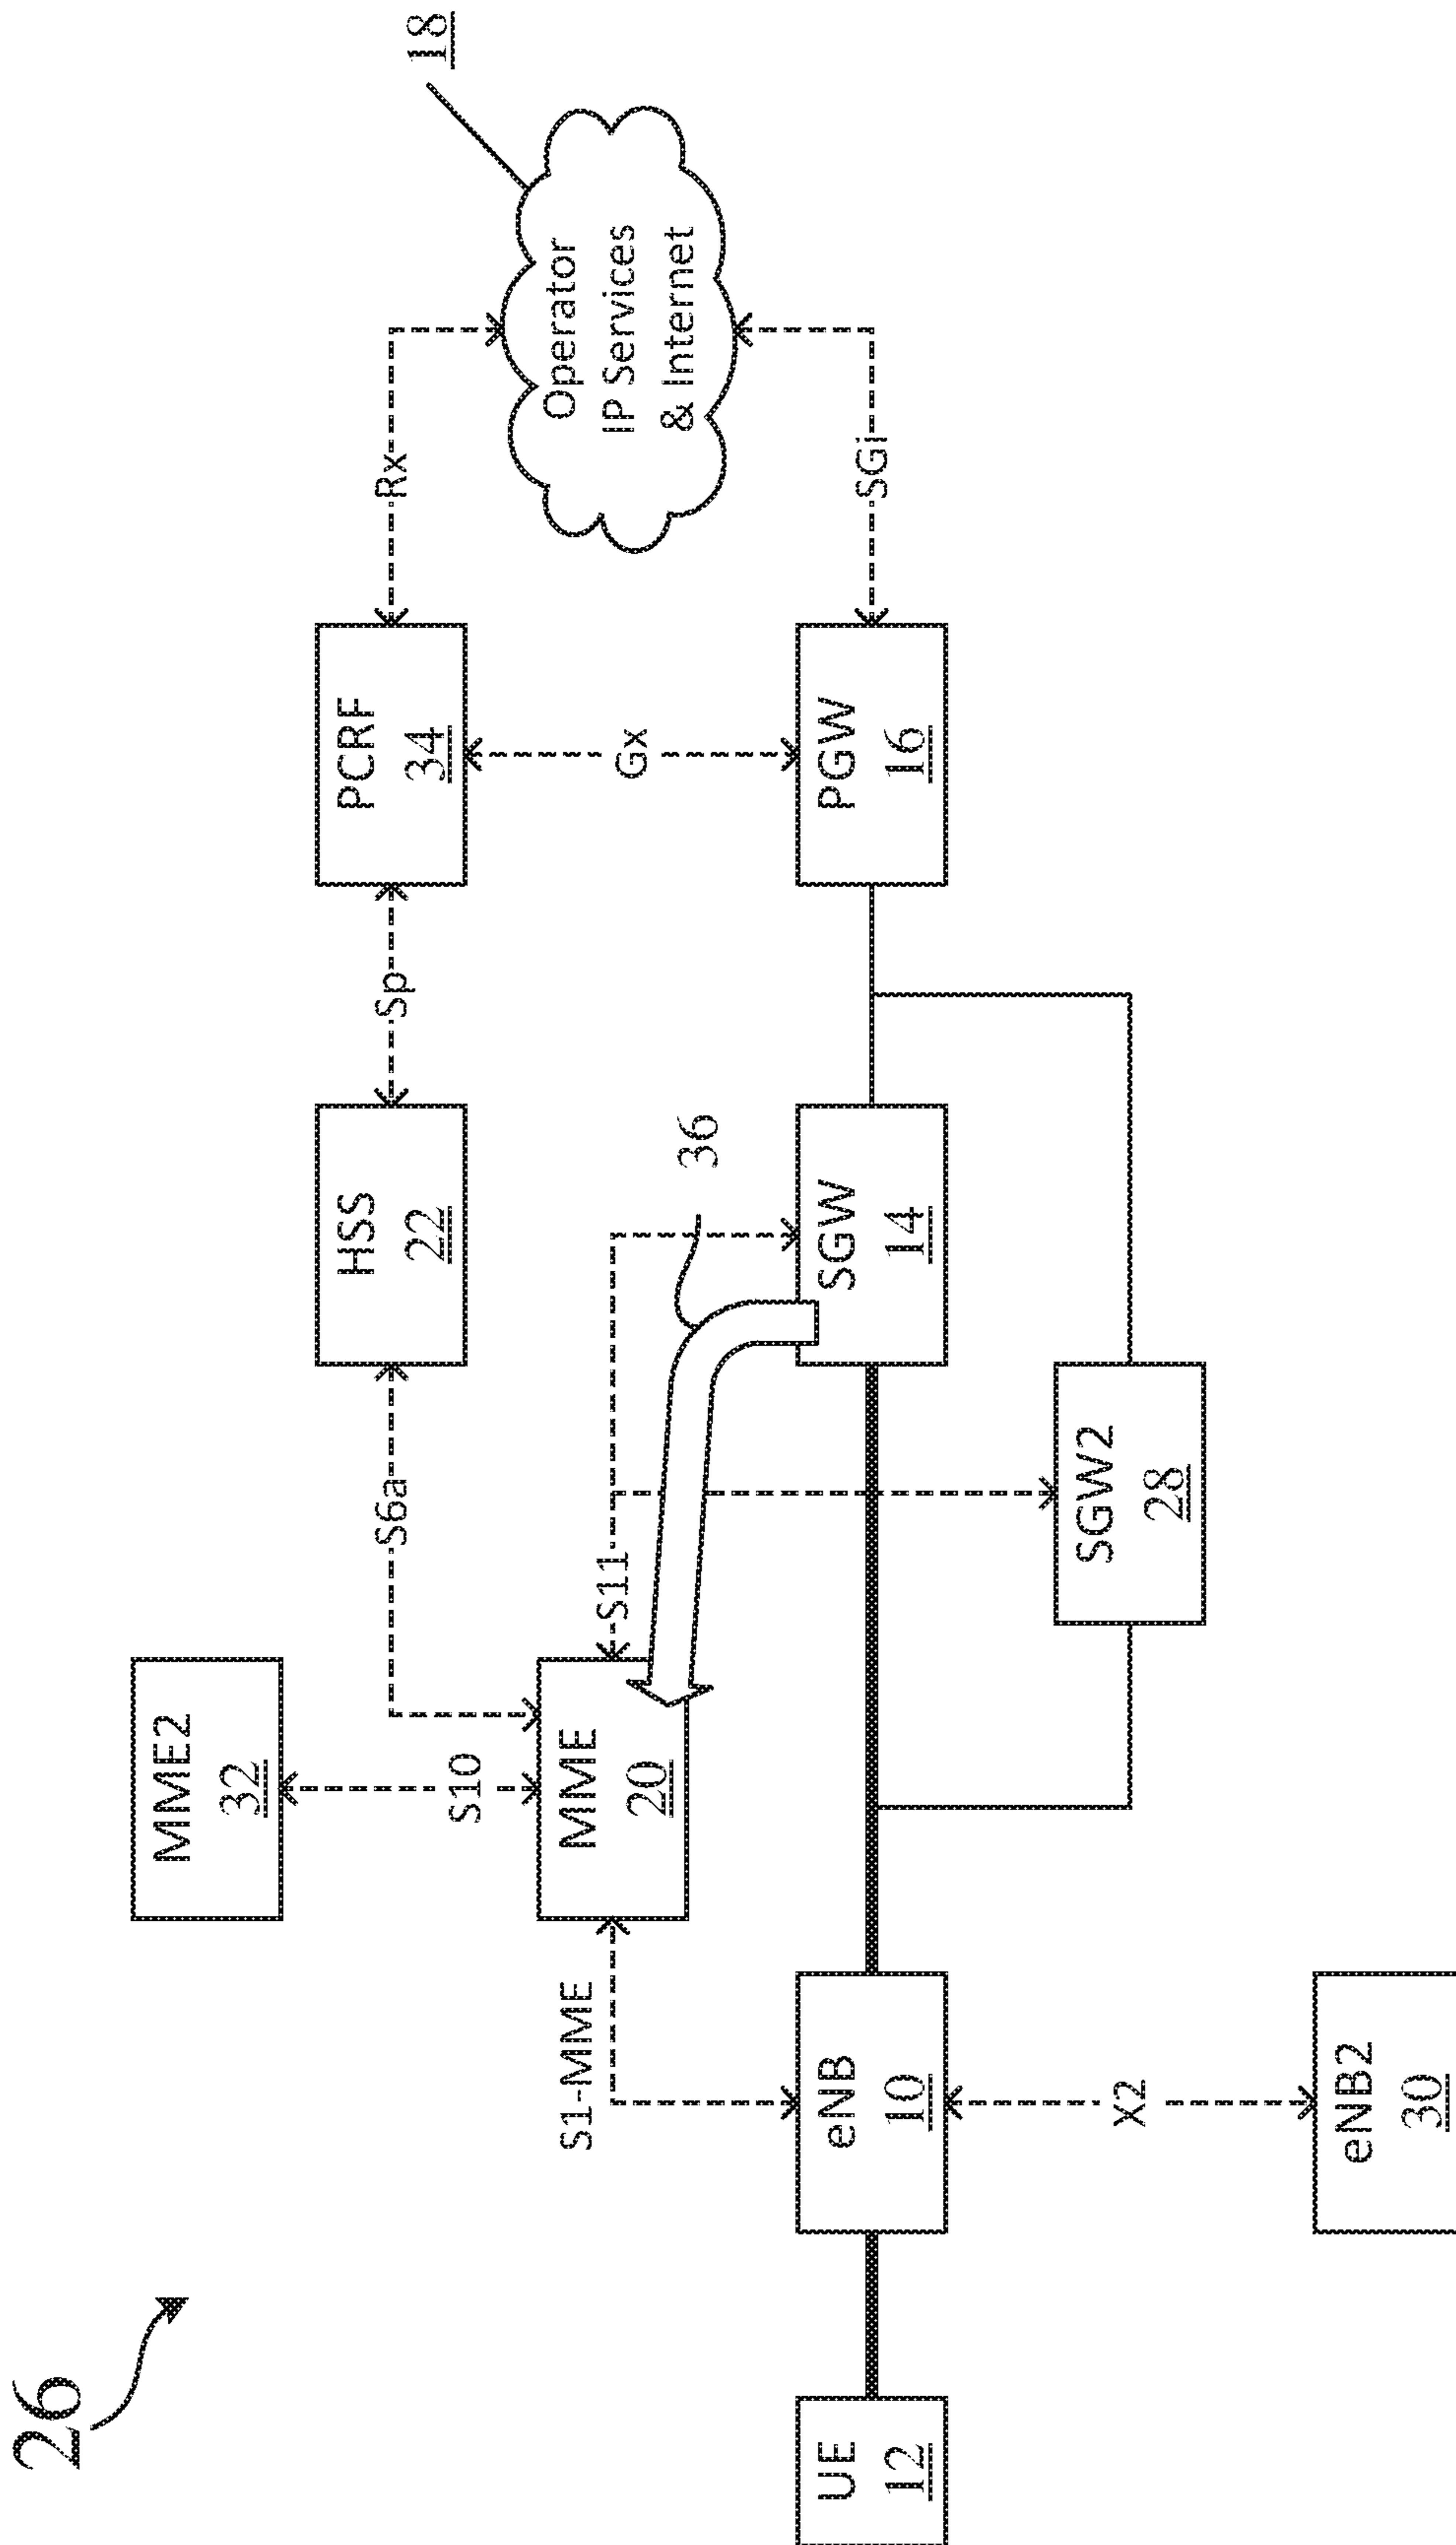 26
MME2
32
S10
S6a
HSS
22
Sp
PCRF
34
Rx
18
Operator
IP Services
& Internet
S1-MME
MME
20
S11
36
Gx
UE
12
eNB
10
SGW
14
PGW
16
SGi
SGW2
28
X2
eNB2
30